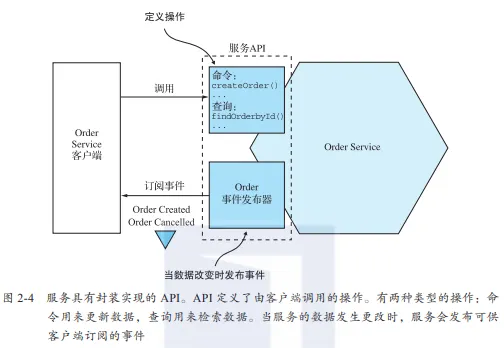 定义操作
服务API
命令：
createOrder()
...
查询：
findOrderbyId()
...
调用
Order
Service
客户端
Order Service
订阅事件
Order
事件发布器
Order Created
Order Cancelled
当数据改变时发布事件
图 2-4 服务具有封装实现的 API。API 定义了由客户端调用的操作。有两种类型的操作：命
令用来更新数据，查询用来检索数据。当服务的数据发生更改时，服务会发布可供
客户端订阅的事件